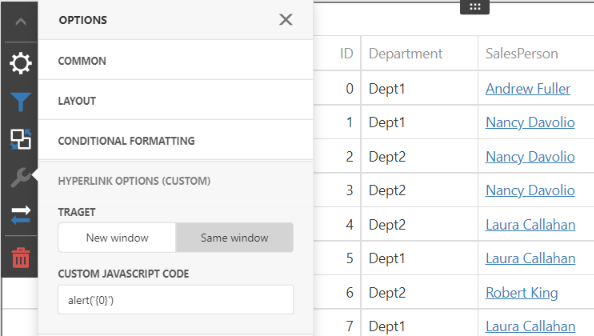 OPTIONS
COMMON
LAYOUT
CONDITIONAL FORMATTING
HYPERLINK OPTIONS (CUSTOM)
TRAGET
New window Same window
CUSTOM JAVASCRIPT CODE
alert('{0}')
ID Department SalesPerson
0 Dept1 Andrew Fuller
1 Dept1 Nancy Davolio
2 Dept2 Nancy Davolio
3 Dept2 Nancy Davolio
4 Dept2 Laura Callahan
5 Dept1 Laura Callahan
6 Dept2 Robert King
7 Dept1 Laura Callahan